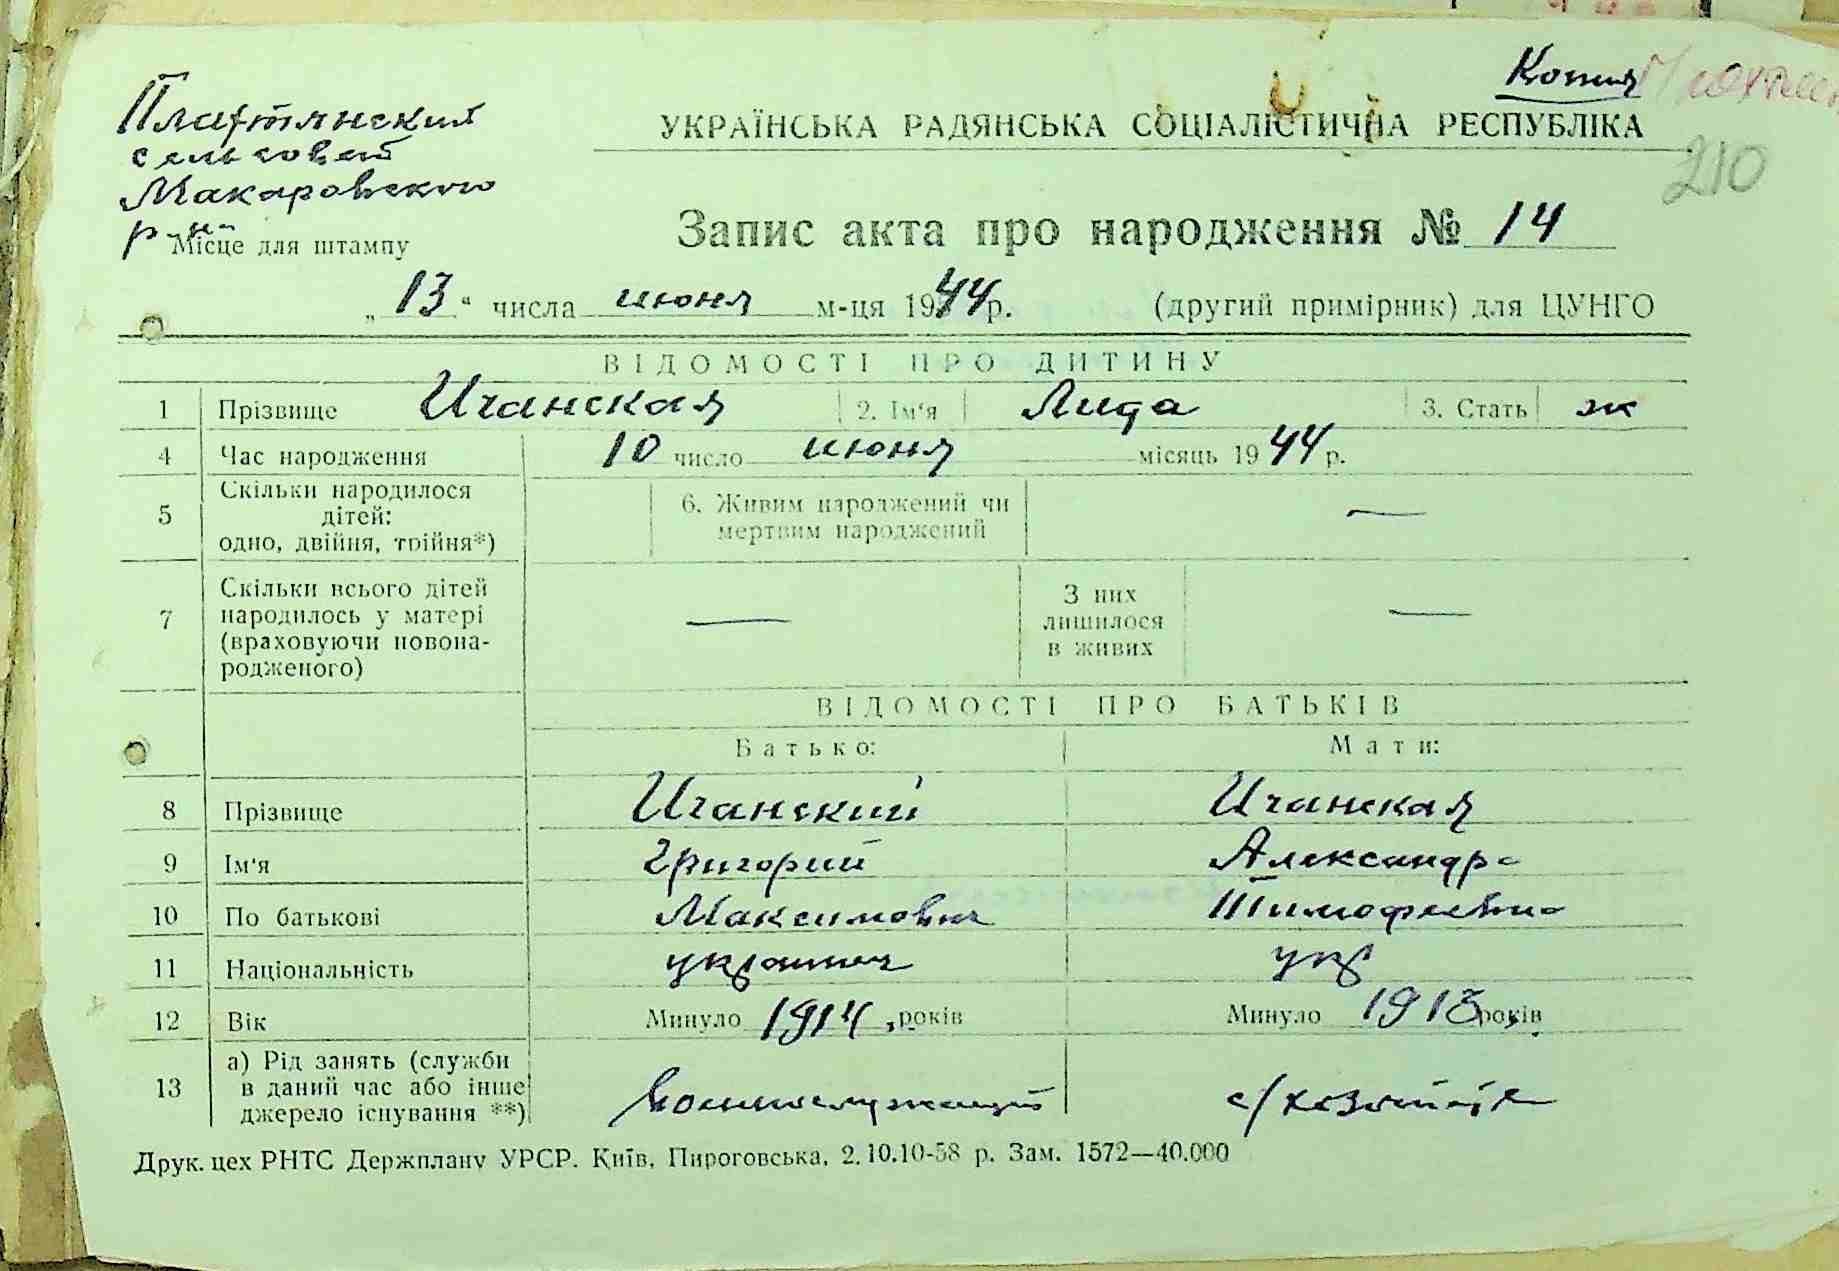 Копия
210
Плахтянский
сельсовет
Макаровского
р-на
Місце для штампу
УКРАЇНСЬКА РАДЯНСЬКА СОЦІАЛІСТИЧНА РЕСПУБЛІКА
Запис акта про народження № 14
„13“ числа июня м-ця 1944 р. (другий примірник) для ЦУНГО
ВІДОМОСТІ ПРО ДИТИНУ
1 Прізвище Ичанская 2. Ім'я Лида 3. Стать ж
4 Час народження 10 число июня місяць 1944 р.
5 Скільки народилося дітей: одно, двійня, трійня*) 6. Живим народжений чи мертвим народжений —
7 Скільки всього дітей народилось у матері (враховуючи новонародженого) — З них лишилося в живих —
ВІДОМОСТІ ПРО БАТЬКІВ
Батько: Мати:
8 Прізвище Ичанский Ичанская
9 Ім'я Григорий Александра
10 По батькові Максимович Тимофеевна
11 Національність украинец укр
12 Вік Минуло 1914 років Минуло 1913 років
13 а) Рід занять (служби в даний час або інше джерело існування **) Военнослужащий с/хозяйств
Друк. цех РНТС Держплану УРСР. Київ, Пироговська, 2. 10.10-58 р. Зам. 1572—40.000